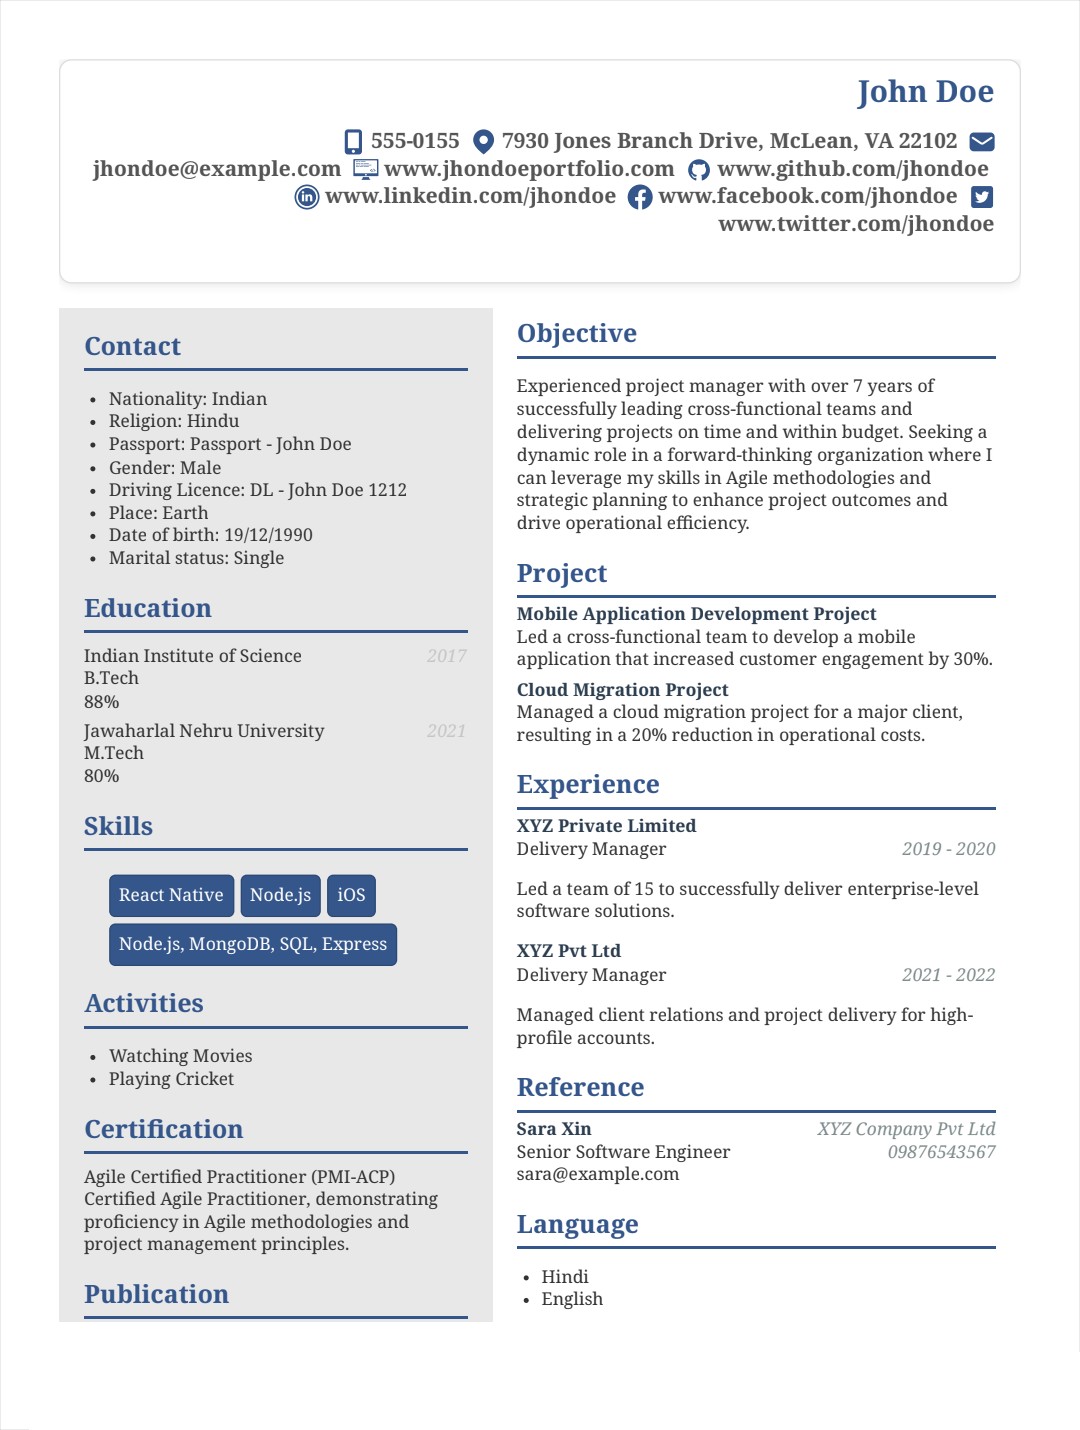 John Doe
555-0155 7930 Jones Branch Drive, McLean, VA 22102
jhondoe@example.com www.jhondoeportfolio.com www.github.com/jhondoe
www.linkedin.com/jhondoe www.facebook.com/jhondoe
www.twitter.com/jhondoe
Contact
• Nationality: Indian
• Religion: Hindu
• Passport: Passport - John Doe
• Gender: Male
• Driving Licence: DL - John Doe 1212
• Place: Earth
• Date of birth: 19/12/1990
• Marital status: Single
Education
Indian Institute of Science 2017
B.Tech
88%
Jawaharlal Nehru University 2021
M.Tech
80%
Skills
React Native Node.js iOS
Node.js, MongoDB, SQL, Express
Activities
• Watching Movies
• Playing Cricket
Certification
Agile Certified Practitioner (PMI-ACP)
Certified Agile Practitioner, demonstrating
proficiency in Agile methodologies and
project management principles.
Publication
Objective
Experienced project manager with over 7 years of
successfully leading cross-functional teams and
delivering projects on time and within budget. Seeking a
dynamic role in a forward-thinking organization where I
can leverage my skills in Agile methodologies and
strategic planning to enhance project outcomes and
drive operational efficiency.
Project
Mobile Application Development Project
Led a cross-functional team to develop a mobile
application that increased customer engagement by 30%.
Cloud Migration Project
Managed a cloud migration project for a major client,
resulting in a 20% reduction in operational costs.
Experience
XYZ Private Limited
Delivery Manager 2019 - 2020
Led a team of 15 to successfully deliver enterprise-level
software solutions.
XYZ Pvt Ltd
Delivery Manager 2021 - 2022
Managed client relations and project delivery for high-
profile accounts.
Reference
Sara Xin XYZ Company Pvt Ltd
Senior Software Engineer 09876543567
sara@example.com
Language
• Hindi
• English